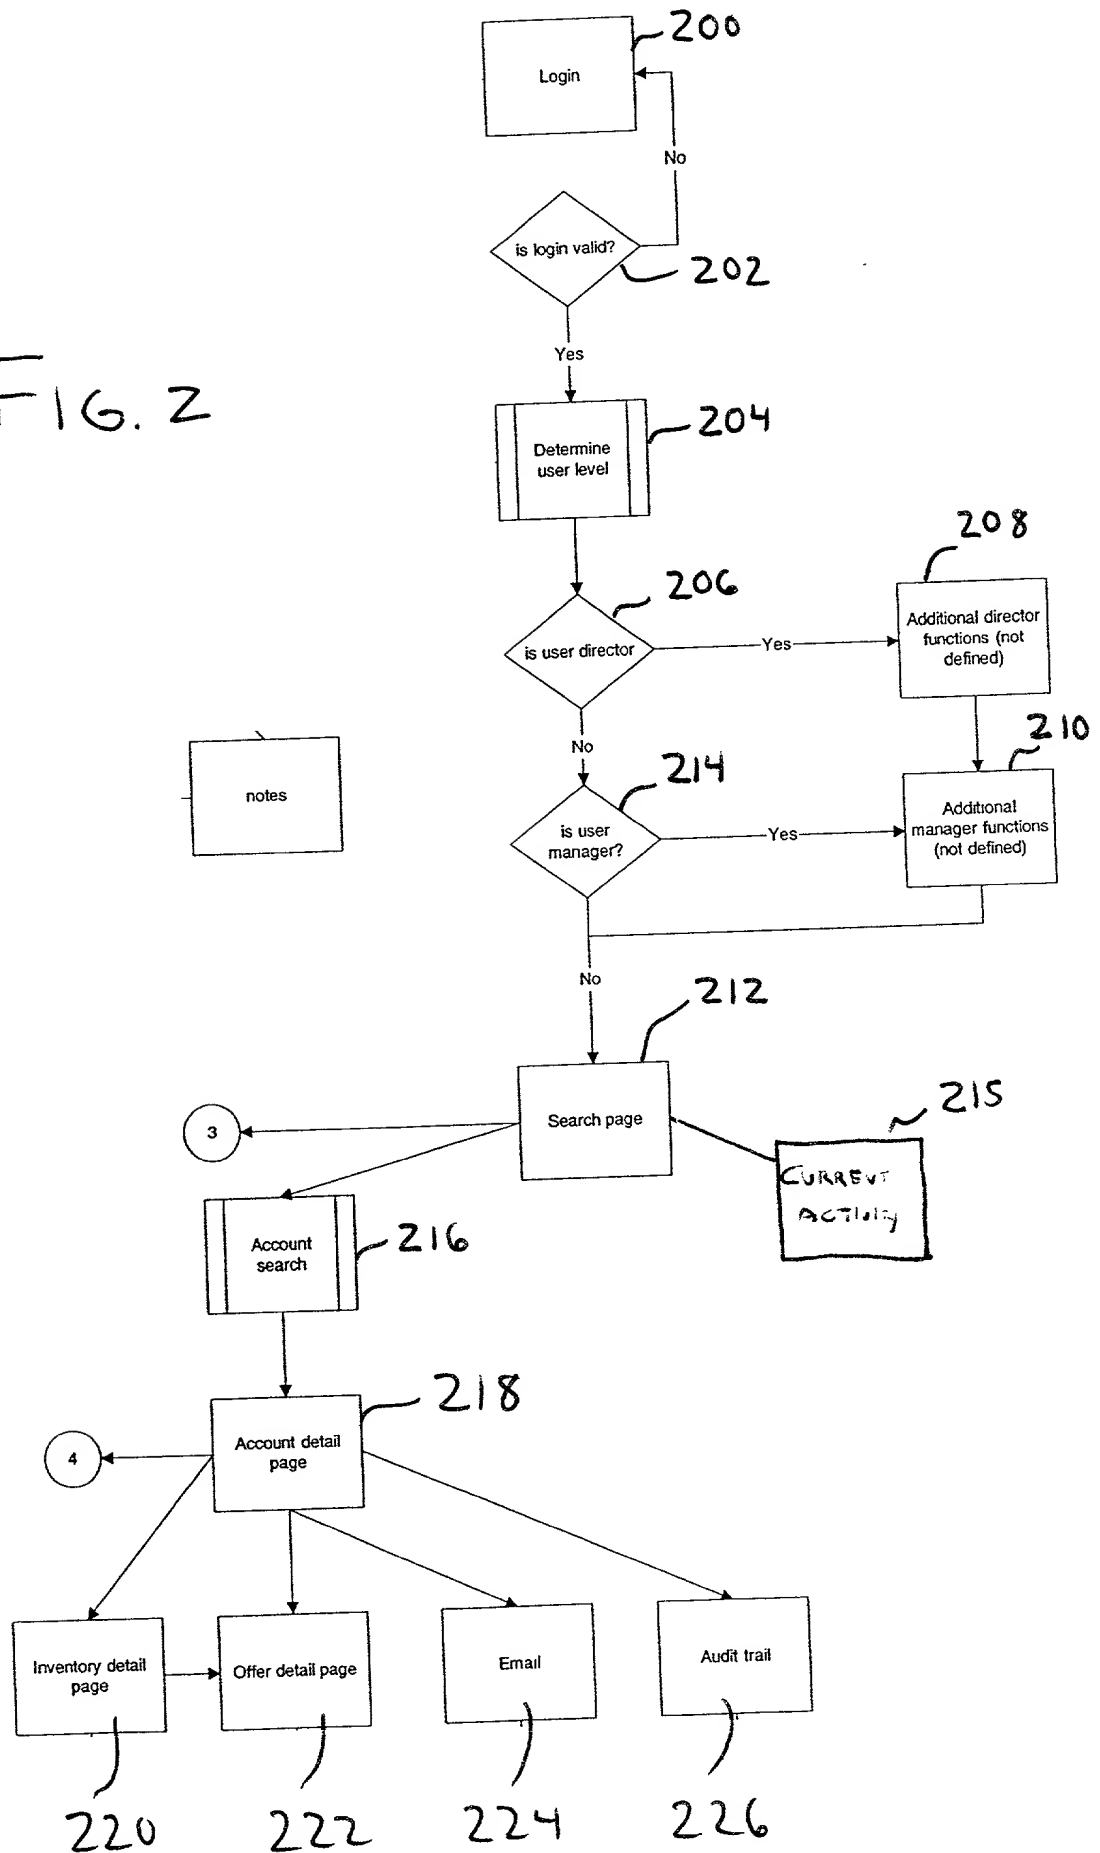 200
Login
No
is login valid?
202
Yes
FIG. 2
204
Determine
user level
208
206
Additional director
functions (not
defined)
is user director
Yes
210
No
214
notes
Additional
manager functions
(not defined)
is user
manager?
Yes
No
212
215
Search page
3
CURRENT
ACTIVITY
216
Account
search
218
Account detail
page
4
Inventory detail
page
Offer detail page
Email
Audit trail
220
222
224
226